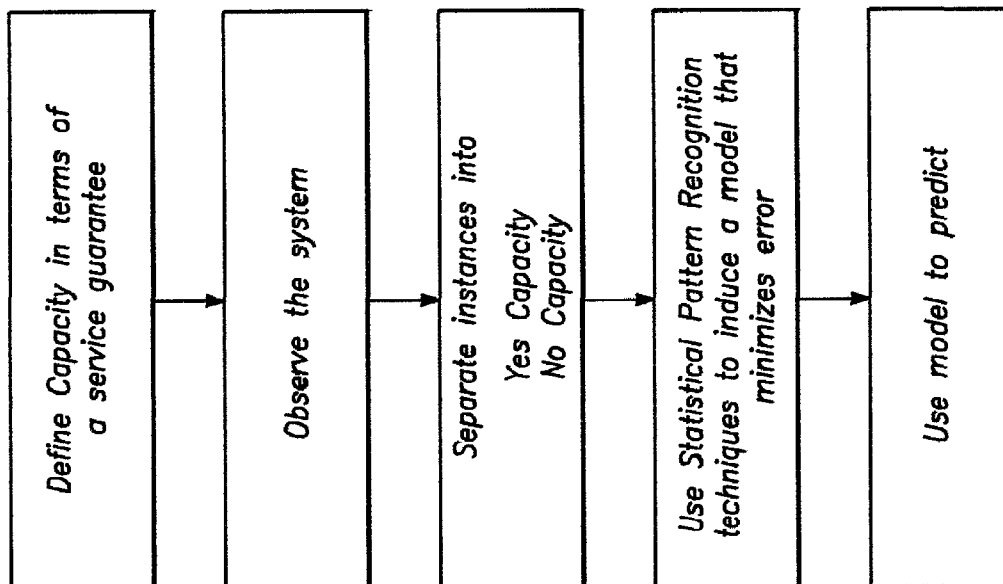 Define Capacity in terms of
a service guarantee
Observe the system
Separate instances into
Yes Capacity
No Capacity
Use Statistical Pattern Recognition
techniques to induce a model that
minimizes error
Use model to predict